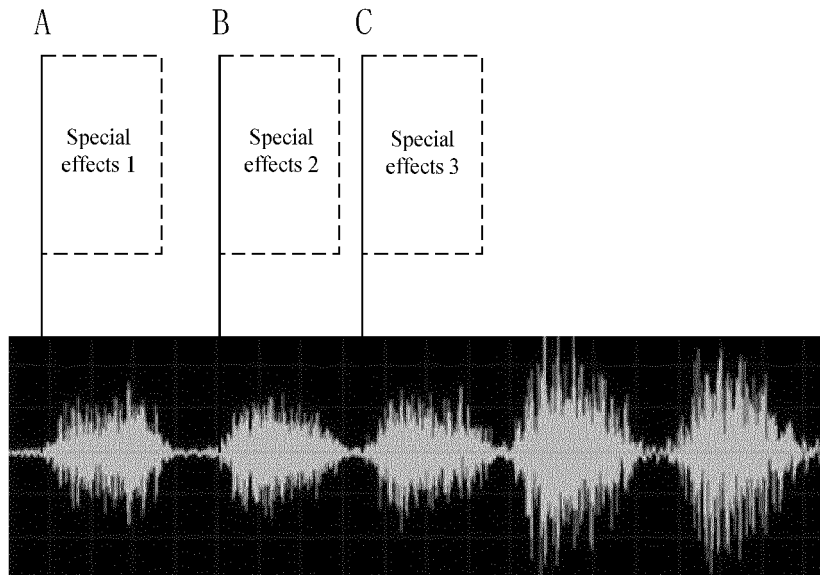 A B C
Special
effects 1
Special
effects 2
Special
effects 3